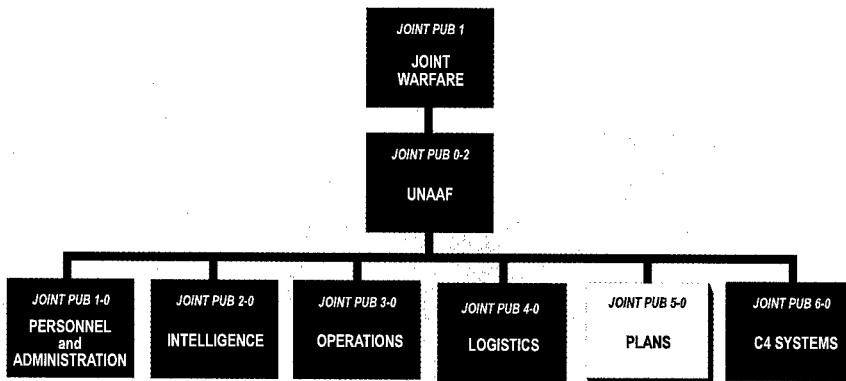 JOINT PUB 1
JOINT
WARFARE
JOINT PUB 0-2
UNAAF
JOINT PUB 1-0
PERSONNEL
and
ADMINISTRATION
JOINT PUB 2-0
INTELLIGENCE
JOINT PUB 3-0
OPERATIONS
JOINT PUB 4-0
LOGISTICS
JOINT PUB 5-0
PLANS
JOINT PUB 6-0
C4 SYSTEMS